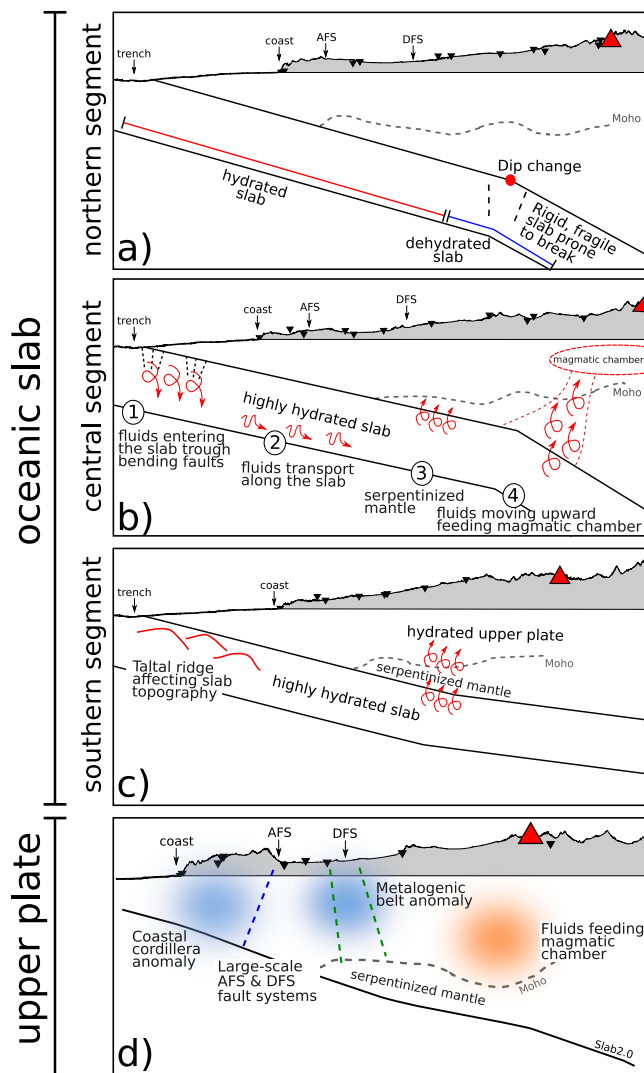 oceanic slab
upper plate
northern segment
trench
coast
AFS
DFS
Moho
Dip change
hydrated
slab
dehydrated
slab
Rigid, fragile
slab prone
to break
a)
central segment
trench
coast
AFS
DFS
magmatic chamber
Moho
highly hydrated slab
1
fluids entering
the slab trough
bending faults
2
fluids transport
along the slab
3
serpentinized
mantle
4
fluids moving upward
feeding magmatic chamber
b)
southern segment
trench
coast
hydrated upper plate
Moho
serpentinized mantle
Taltal ridge
affecting slab
topography
highly hydrated slab
c)
coast
AFS
DFS
Metalogenic
belt anomaly
Coastal
cordillera
anomaly
Large-scale
AFS & DFS
fault systems
Fluids feeding
magmatic
chamber
serpentinized mantle
Moho
Slab2.0
d)